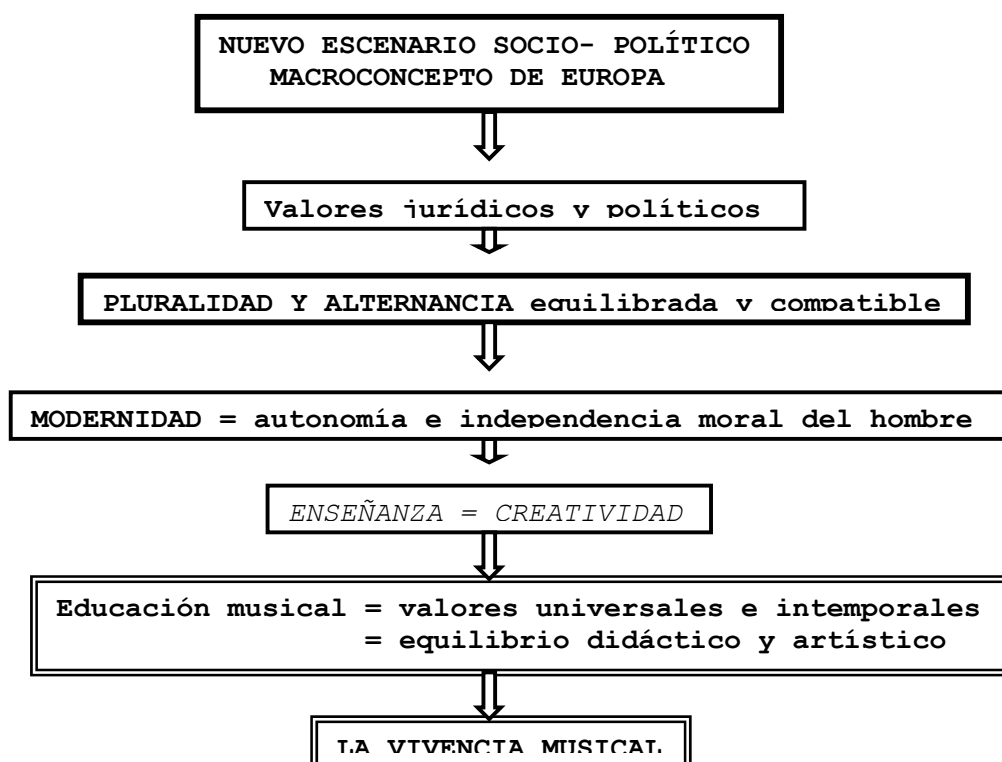 NUEVO ESCENARIO SOCIO- POLÍTICO
MACROCONCEPTO DE EUROPA
Valores jurídicos y políticos
PLURALIDAD Y ALTERNANCIA equilibrada y compatible
MODERNIDAD = autonomía e independencia moral del hombre
ENSEÑANZA = CREATIVIDAD
Educación musical = valores universales e intemporales
= equilibrio didáctico y artístico
LA VIVENCIA MUSICAL